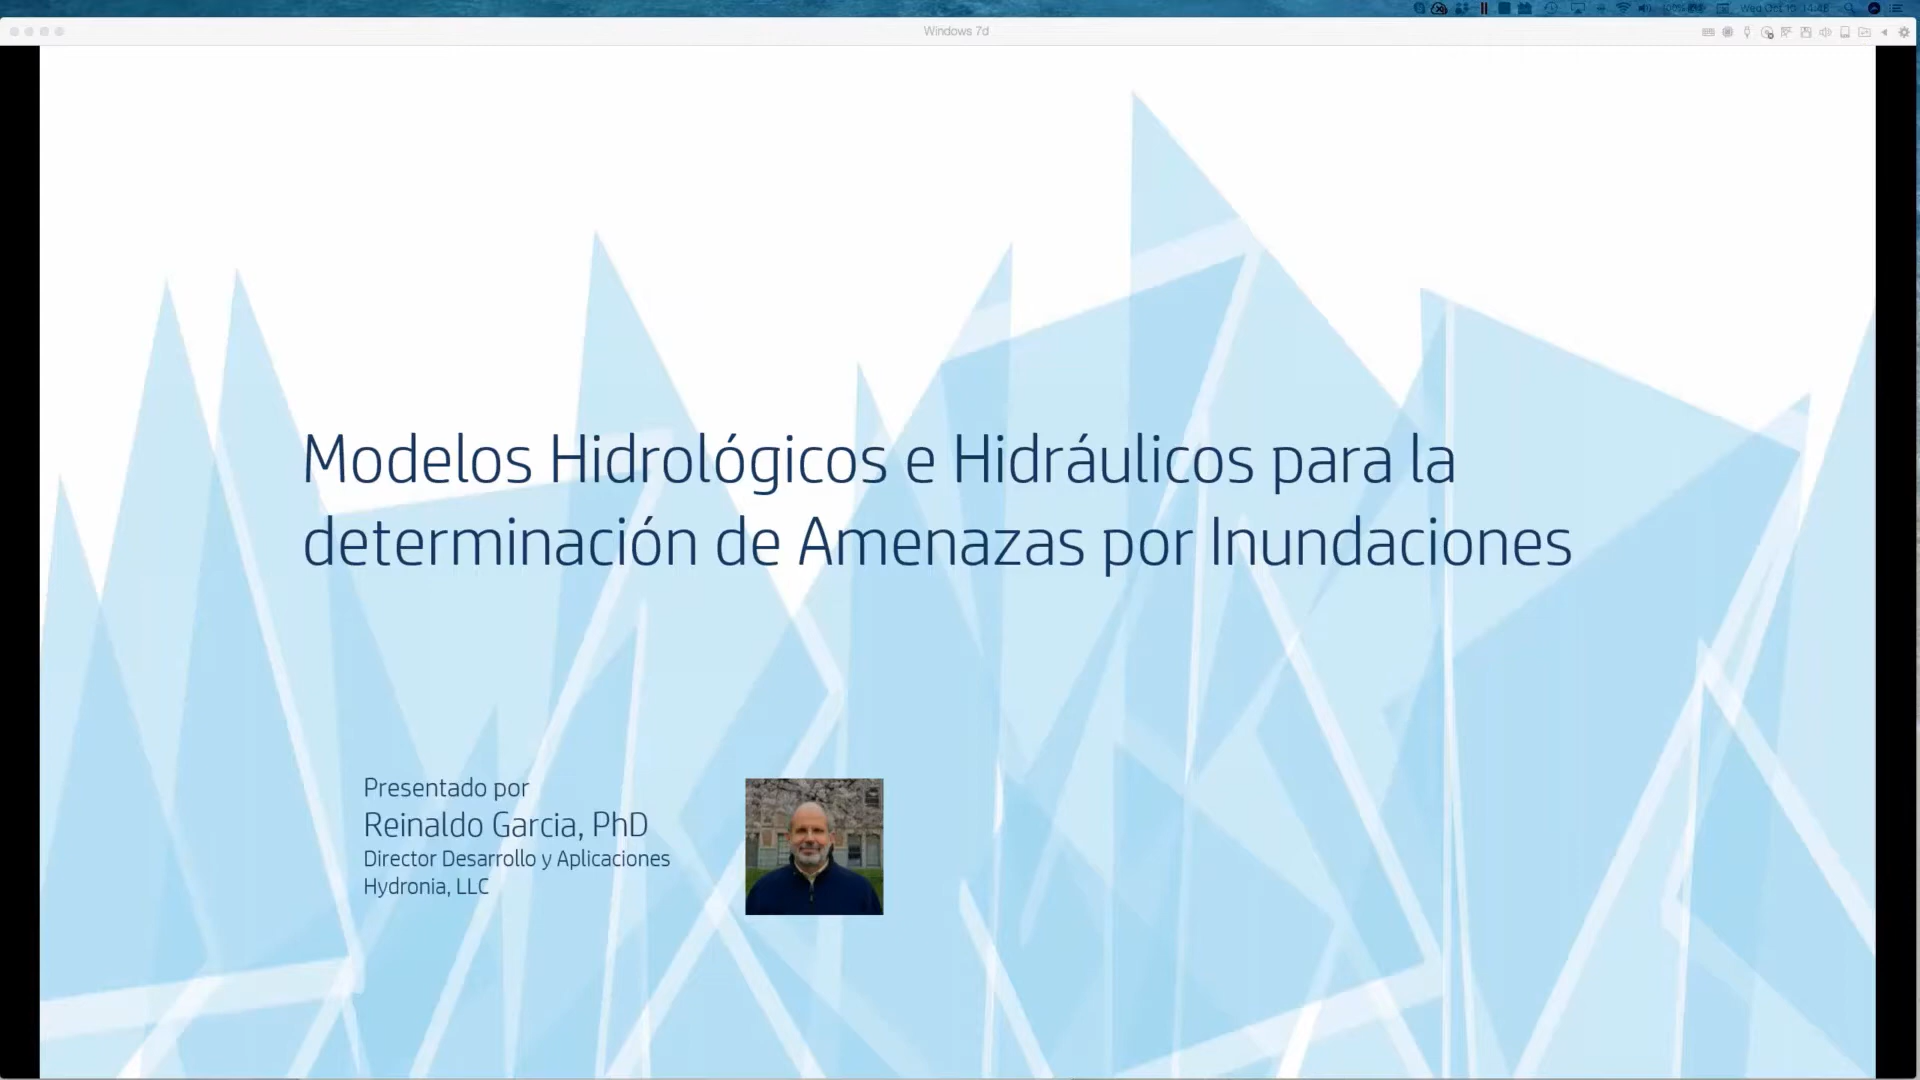 Windows 7d
Modelos Hidrológicos e Hidráulicos para la
determinación de Amenazas por Inundaciones
Presentado por
Reinaldo Garcia, PhD
Director Desarrollo y Aplicaciones
Hydronia, LLC